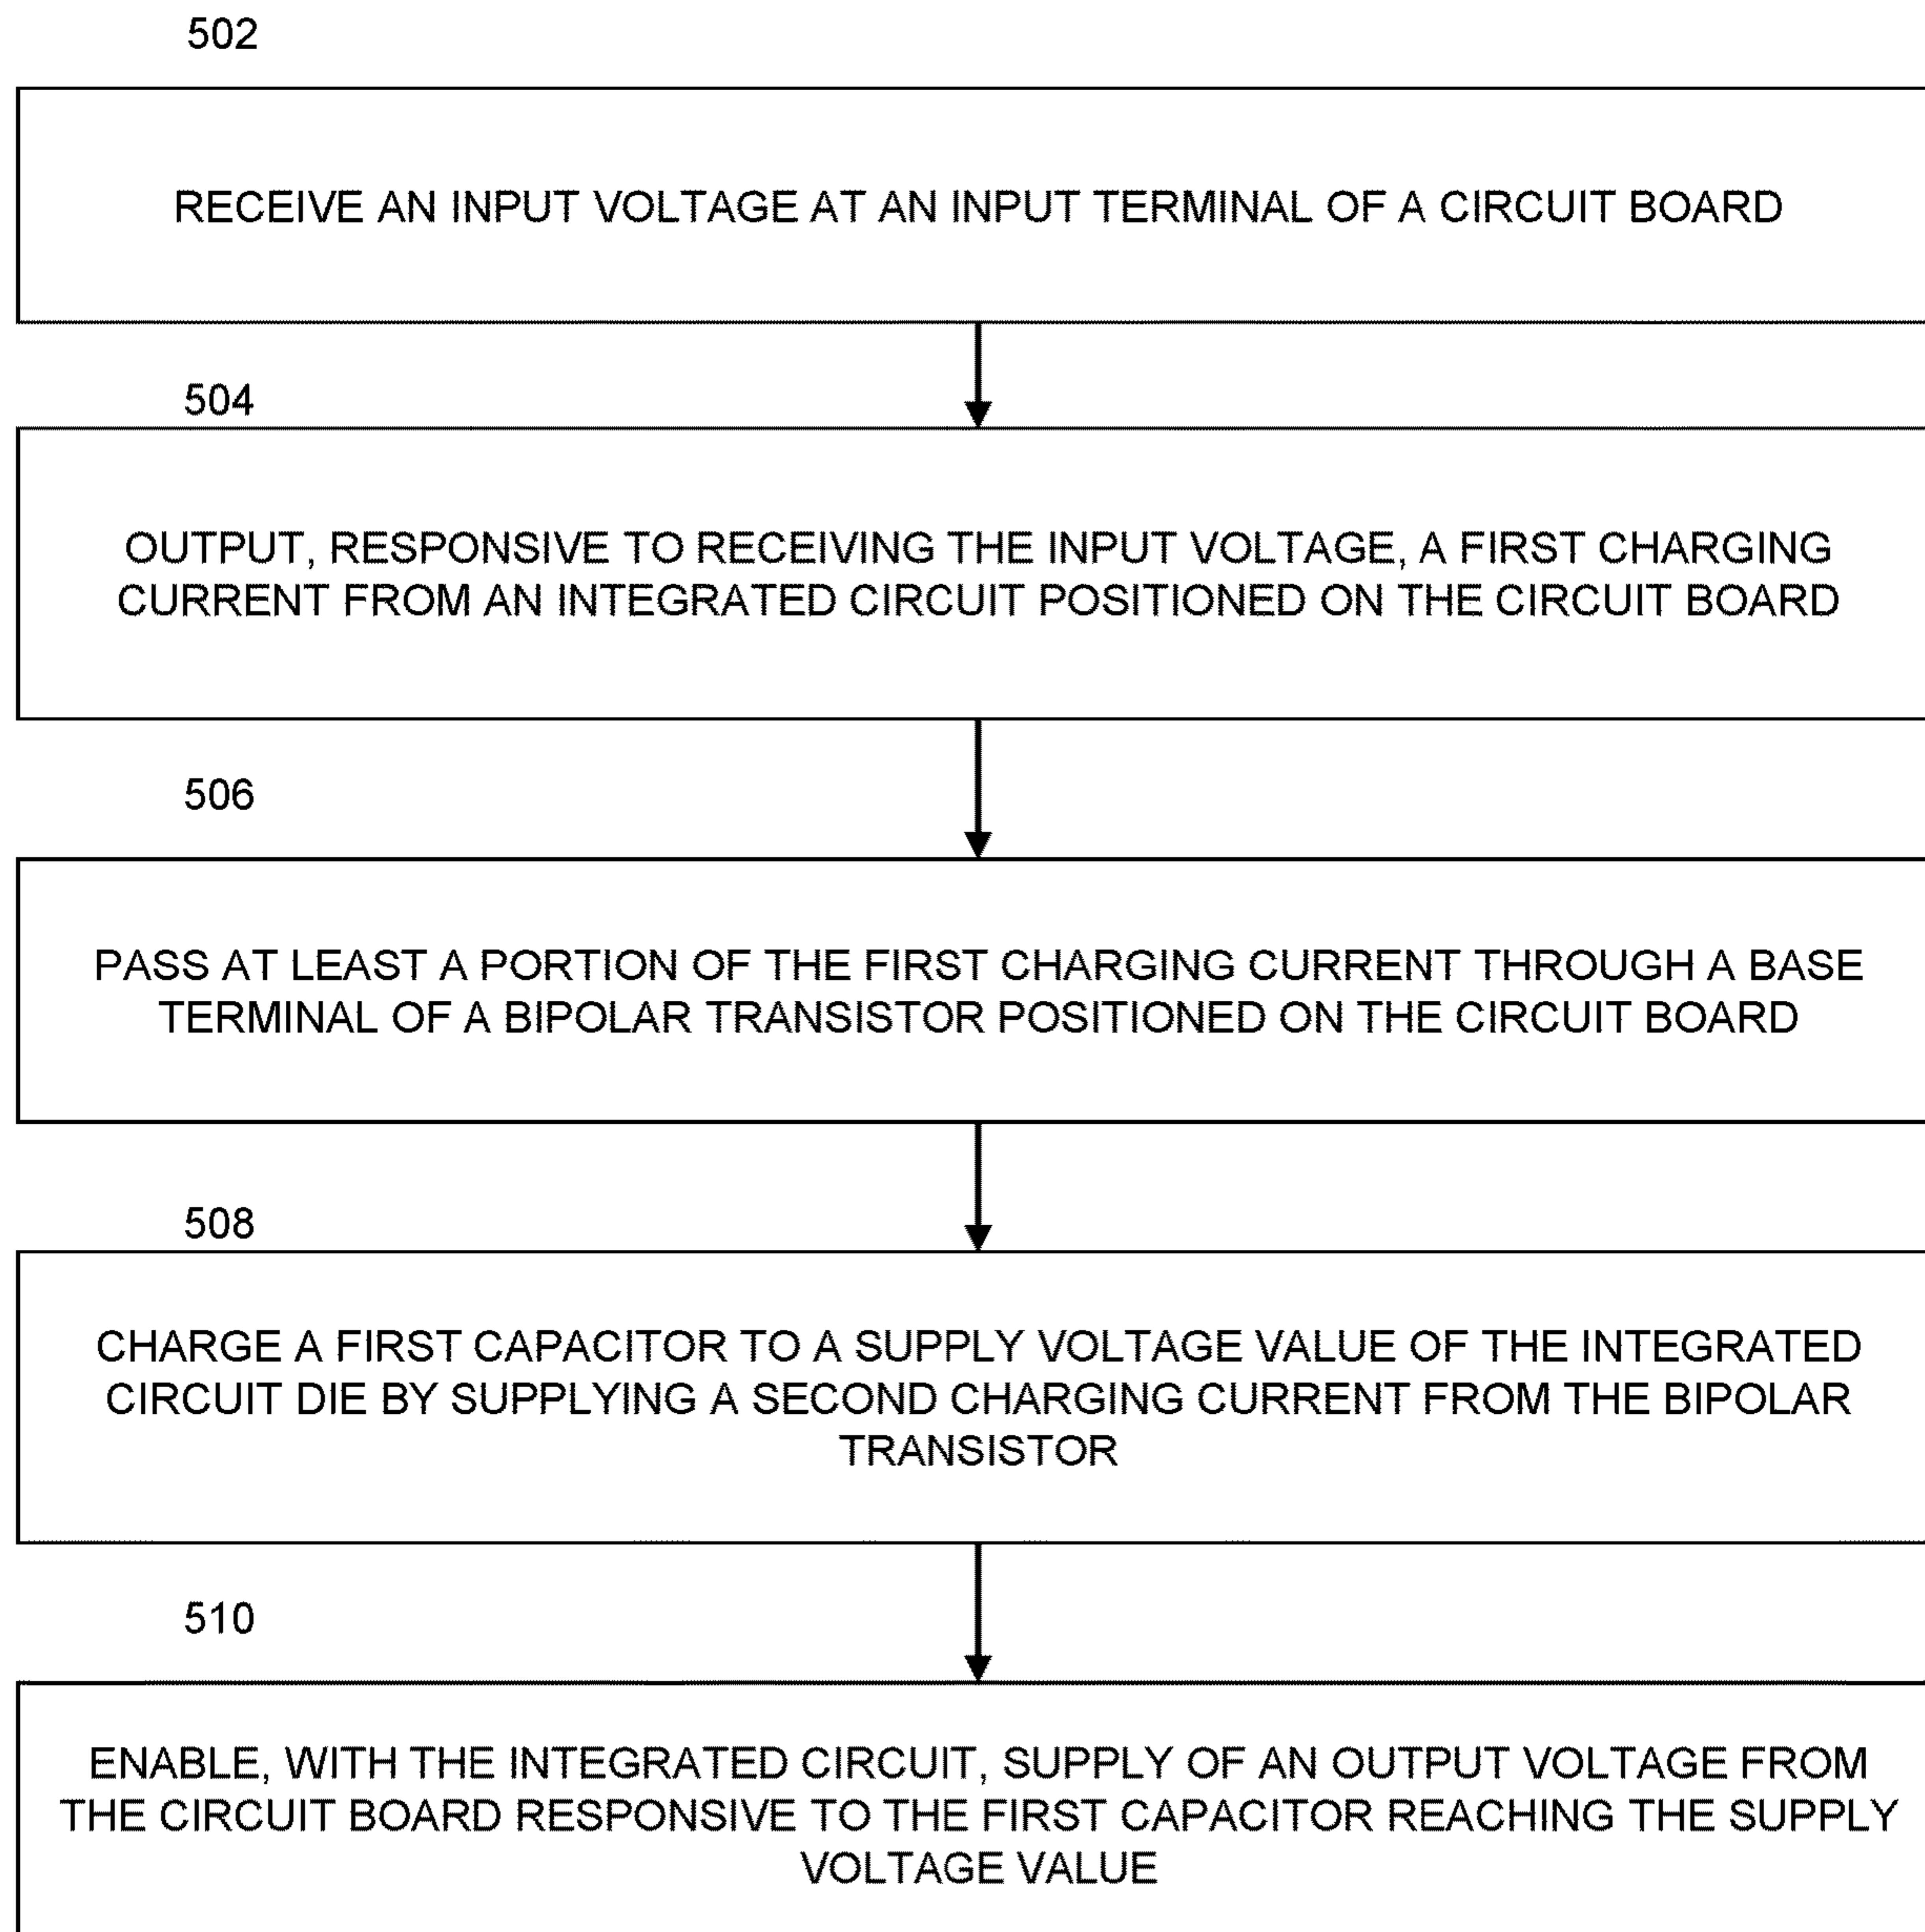 502
RECEIVE AN INPUT VOLTAGE AT AN INPUT TERMINAL OF A CIRCUIT BOARD
504
OUTPUT, RESPONSIVE TO RECEIVING THE INPUT VOLTAGE, A FIRST CHARGING
CURRENT FROM AN INTEGRATED CIRCUIT POSITIONED ON THE CIRCUIT BOARD
506
PASS AT LEAST A PORTION OF THE FIRST CHARGING CURRENT THROUGH A BASE
TERMINAL OF A BIPOLAR TRANSISTOR POSITIONED ON THE CIRCUIT BOARD
508
CHARGE A FIRST CAPACITOR TO A SUPPLY VOLTAGE VALUE OF THE INTEGRATED
CIRCUIT DIE BY SUPPLYING A SECOND CHARGING CURRENT FROM THE BIPOLAR
TRANSISTOR
510
ENABLE, WITH THE INTEGRATED CIRCUIT, SUPPLY OF AN OUTPUT VOLTAGE FROM
THE CIRCUIT BOARD RESPONSIVE TO THE FIRST CAPACITOR REACHING THE SUPPLY
VOLTAGE VALUE